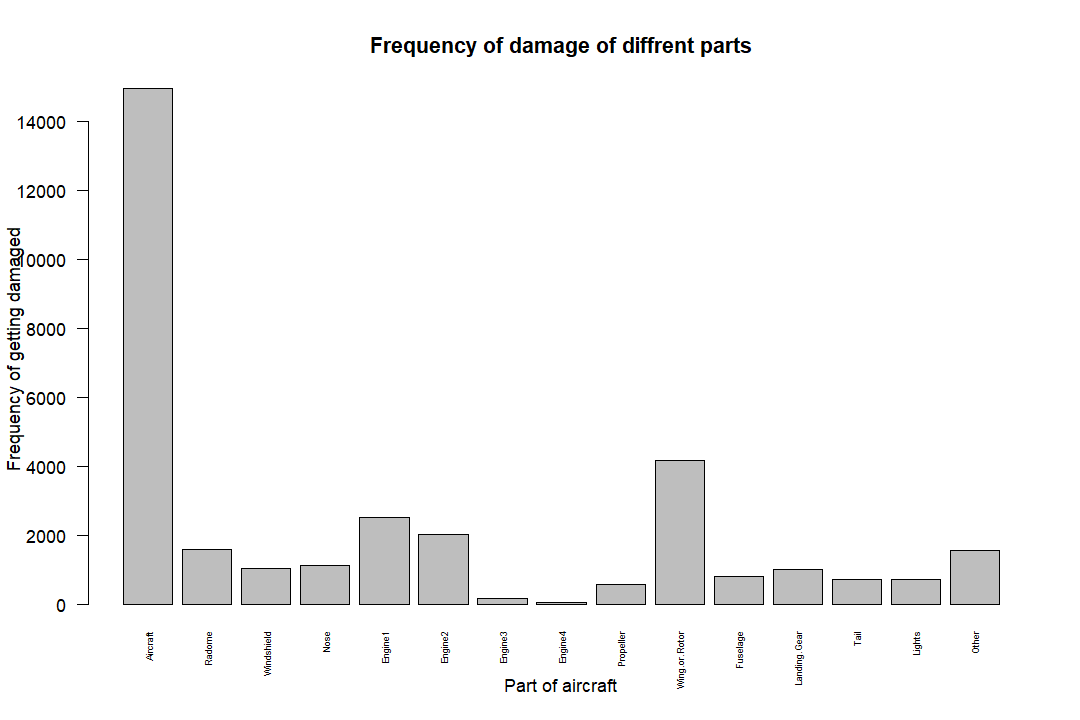 Frequency of damage of diffrent parts
Frequency of getting damaged
14000
12000
10000
8000
6000
4000
2000
0
Aircraft
Radome
Windshield
Nose
Engine1
Engine2
Engine3
Engine4
Propeller
Wing.or.Rotor
Fuselage
Landing.Gear
Tail
Lights
Other
Part of aircraft